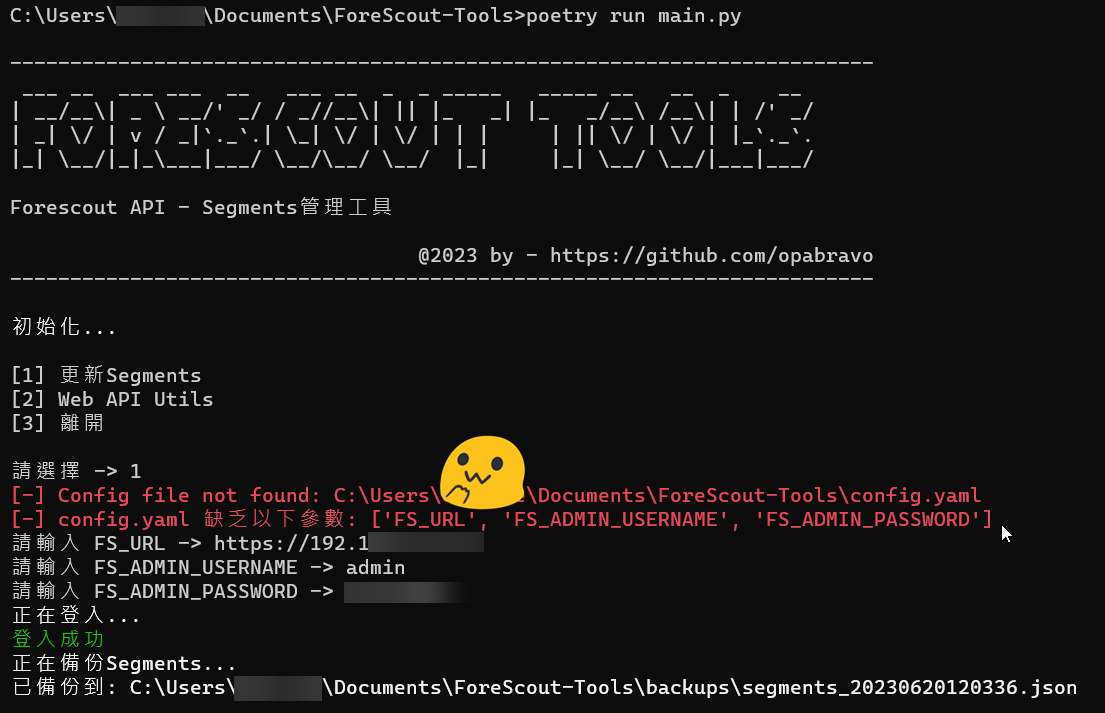 C:\Users\ \Documents\ForeScout-Tools>poetry run main.py
FORESCOUT TOOLS
Forescout API - Segments管理工具
@2023 by - https://github.com/opabravo
初始化...
[1] 更新Segments
[2] Web API Utils
[3] 離開
請選擇 -> 1
[-] Config file not found: C:\Users\ \Documents\ForeScout-Tools\config.yaml
[-] config.yaml 缺乏以下參數: ['FS_URL', 'FS_ADMIN_USERNAME', 'FS_ADMIN_PASSWORD']
請輸入 FS_URL -> https://192.1
請輸入 FS_ADMIN_USERNAME -> admin
請輸入 FS_ADMIN_PASSWORD ->
正在登入...
登入成功
正在備份Segments...
已備份到: C:\Users\ \Documents\ForeScout-Tools\backups\segments_20230620120336.json